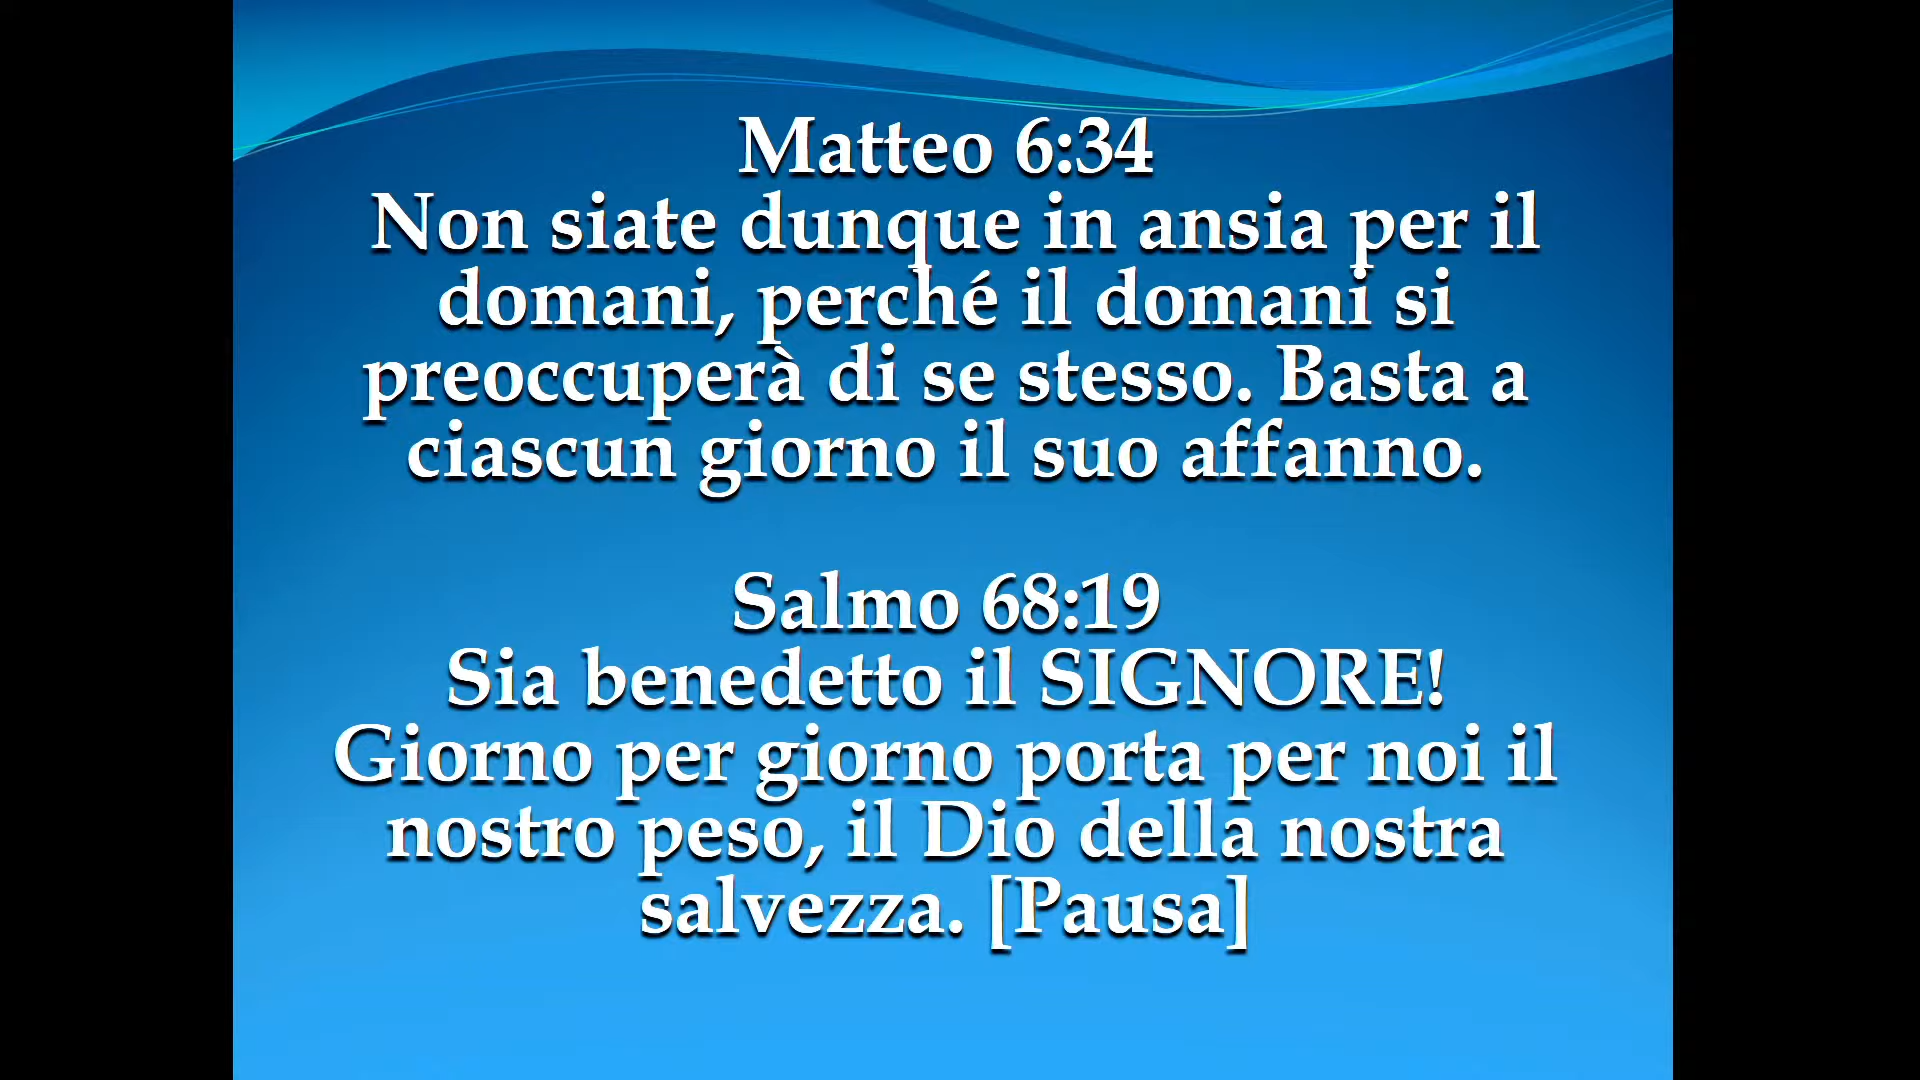 Matteo 6:34
Non siate dunque in ansia per il
domani, perché il domani si
preoccuperà di se stesso. Basta a
ciascun giorno il suo affanno.
Salmo 68:19
Sia benedetto il SIGNORE!
Giorno per giorno porta per noi il
nostro peso, il Dio della nostra
salvezza. [Pausa]